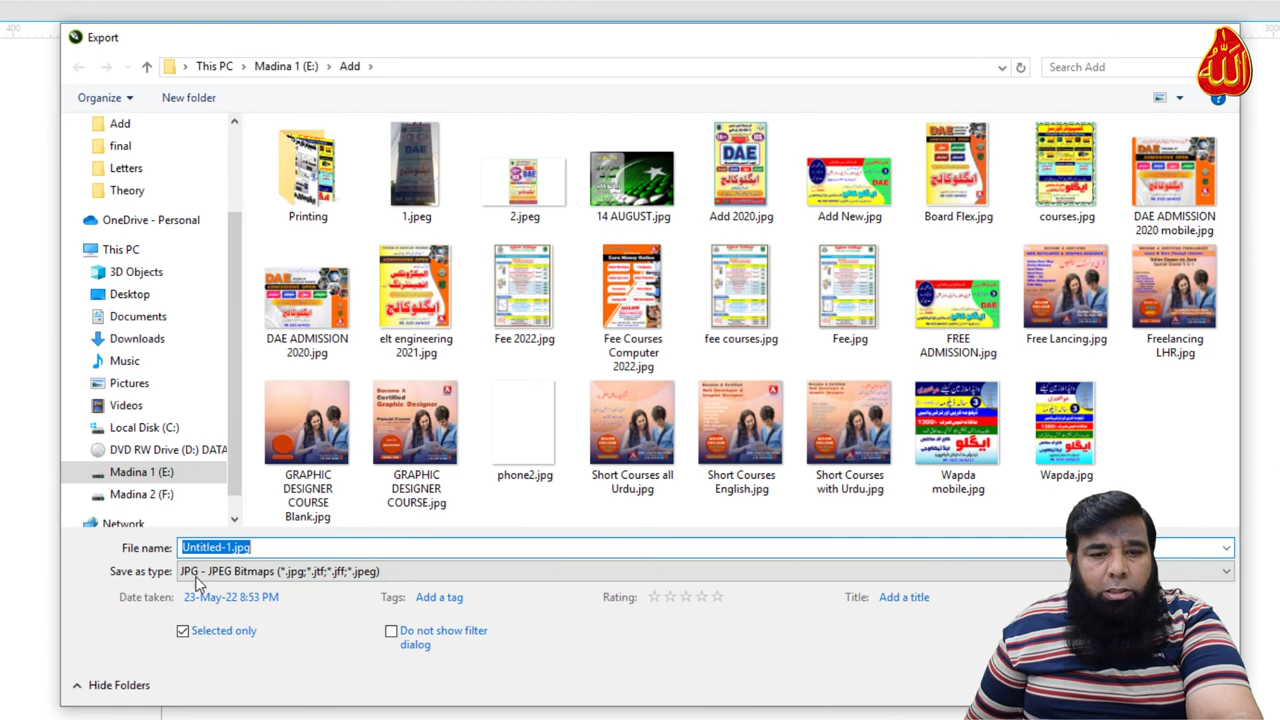 400
300
Export
الله
This PC
Madina 1 (E:)
Add
Search Add
Organize
New folder
?
Add
final
Letters
Theory
OneDrive - Personal
This PC
3D Objects
Desktop
Documents
Downloads
Music
Pictures
Videos
Local Disk (C:)
DVD RW Drive (D:) DATA
Madina 1 (E:)
Madina 2 (F:)
Network
Printing
1.jpeg
2.jpeg
14 AUGUST.jpg
Add 2020.jpg
Add New.jpg
Board Flex.jpg
courses.jpg
DAE ADMISSION
2020 mobile.jpg
DAE ADMISSION
2020.jpg
elt engineering
2021.jpg
Fee 2022.jpg
Fee Courses
Computer
2022.jpg
fee courses.jpg
Fee.jpg
FREE
ADMISSION.jpg
Free Lancing.jpg
Freelancing
LHR.jpg
GRAPHIC
DESIGNER
COURSE
Blank.jpg
GRAPHIC
DESIGNER
COURSE.jpg
phone2.jpg
Short Courses all
Urdu.jpg
Short Courses
English.jpg
Short Courses
with Urdu.jpg
Wapda
mobile.jpg
Wapda.jpg
File name:
Untitled-1.jpg
Save as type:
JPG - JPEG Bitmaps (*.jpg;*.jtf;*.jff;*.jpeg)
Date taken:
23-May-22 8:53 PM
Tags:
Add a tag
Rating:
Title:
Add a title
Selected only
Do not show filter
dialog
Hide Folders